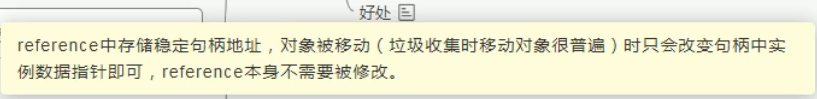 好处
reference中存储稳定句柄地址，对象被移动（垃圾收集时移动对象很普遍）时只会改变句柄中实
例数据指针即可，reference本身不需要被修改。